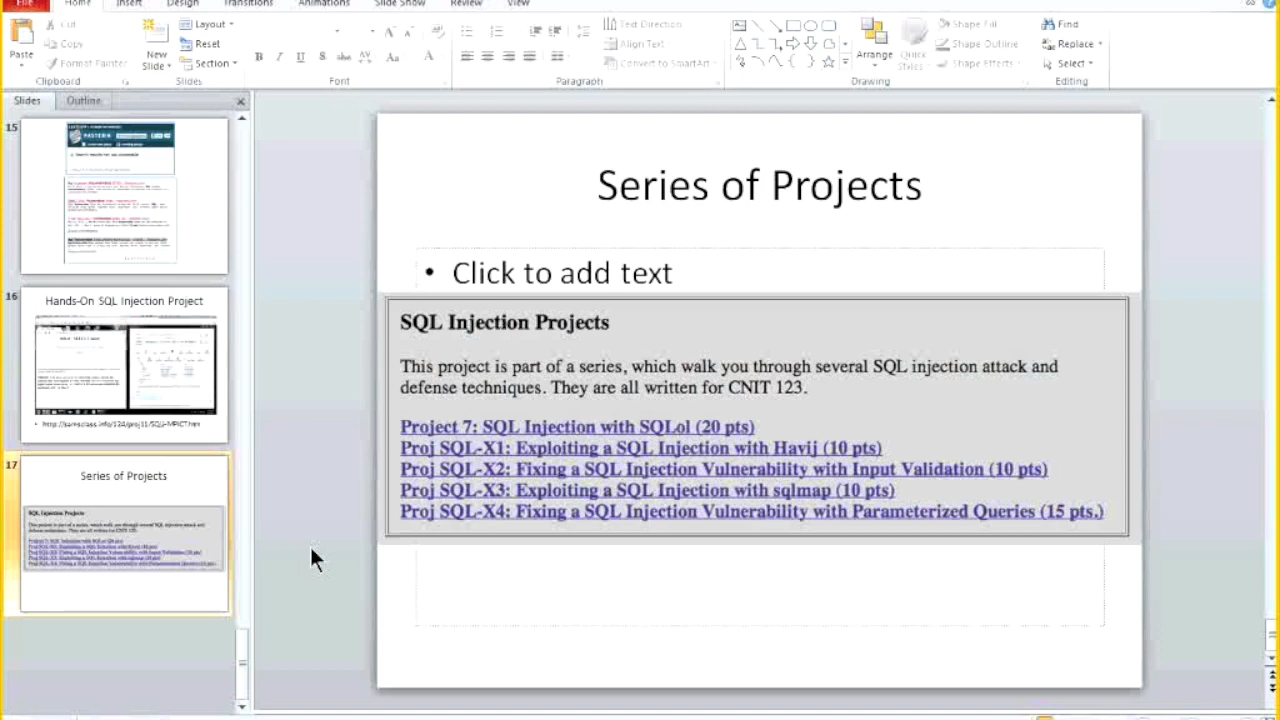 File Home Insert Design Transitions Animations Slide Show Review View
Cut
Copy
Format Painter
Paste
Clipboard
New
Slide
Layout
Reset
Section
Slides
B I U S abc AV Aa A
Font
Text Direction
Align Text
Convert to SmartArt
Paragraph
Arrange
Quick
Styles
Shape Fill
Shape Outline
Shape Effects
Drawing
Find
Replace
Select
Editing
Slides Outline
15
16
Hands-On SQL Injection Project
17
Series of Projects
SQL Injection Projects
Series of Projects
• Click to add text
SQL Injection Projects
This project is part of a series, which walk you through several SQL injection attack and
defense techniques. They are all written for CNIT 123.
Project 7: SQL Injection with SQLol (20 pts)
Proj SQL-X1: Exploiting a SQL Injection with Havij (10 pts)
Proj SQL-X2: Fixing a SQL Injection Vulnerability with Input Validation (10 pts)
Proj SQL-X3: Exploiting a SQL Injection with sqlmap (10 pts)
Proj SQL-X4: Fixing a SQL Injection Vulnerability with Parameterized Queries (15 pts.)